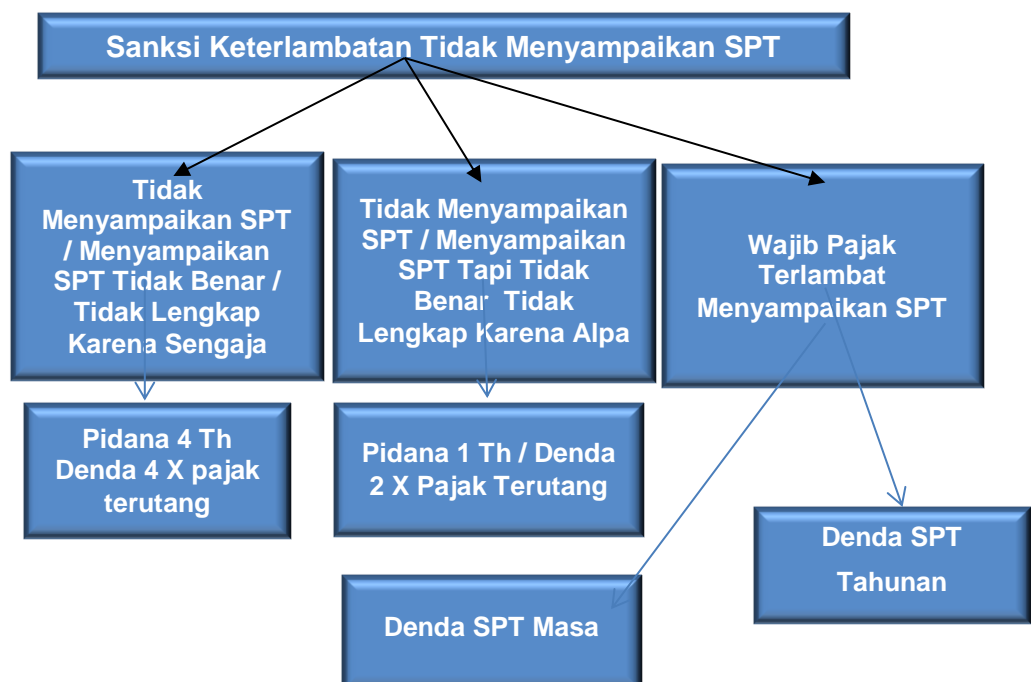 Sanksi Keterlambatan Tidak Menyampaikan SPT
Tidak
Menyampaikan SPT
/ Menyampaikan
SPT Tidak Benar /
Tidak Lengkap
Karena Sengaja
Tidak Menyampaikan
SPT / Menyampaikan
SPT Tapi Tidak
Benar Tidak
Lengkap Karena Alpa
Wajib Pajak
Terlambat
Menyampaikan SPT
Pidana 4 Th
Denda 4 X pajak
terutang
Pidana 1 Th / Denda
2 X Pajak Terutang
Denda SPT
Tahunan
Denda SPT Masa